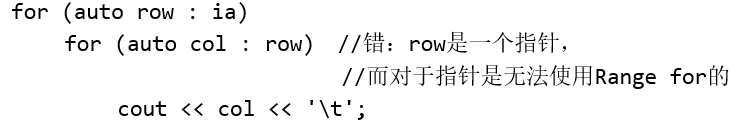 for (auto row : ia)
for (auto col : row) //错：row是一个指针，
//而对于指针是无法使用Range for的
cout << col << '\t';